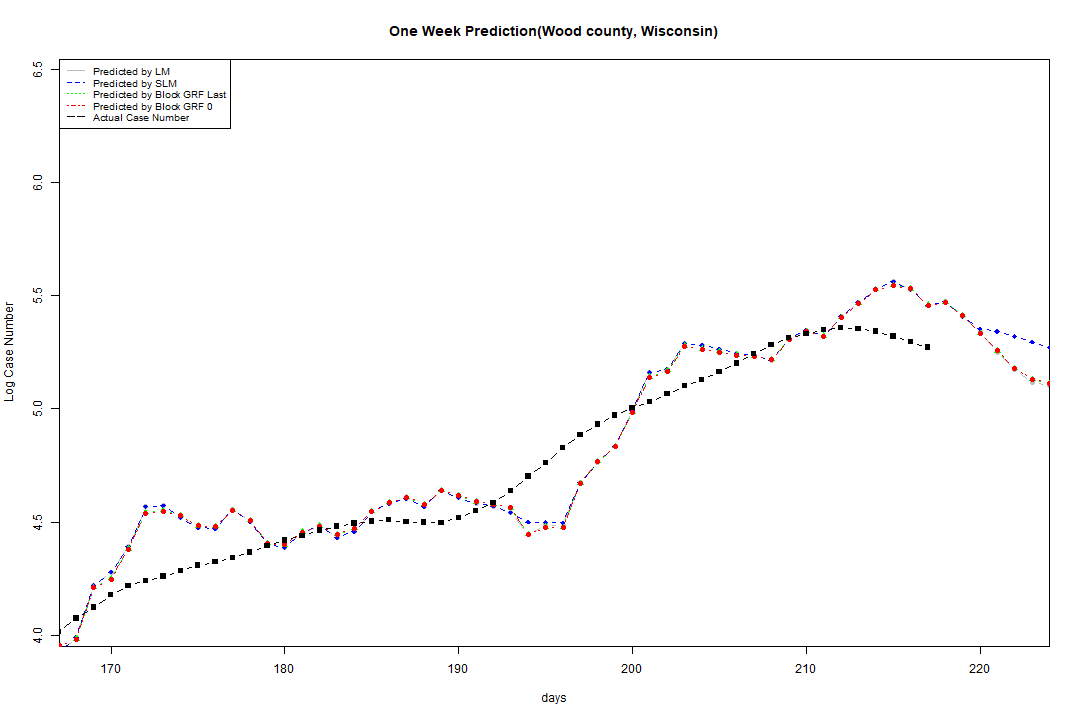 One Week Prediction(Wood county, Wisconsin)
Predicted by LM
Predicted by SLM
Predicted by Block GRF Last
Predicted by Block GRF 0
Actual Case Number
6.5
6.0
5.5
5.0
4.5
4.0
Log Case Number
170 180 190 200 210 220
days